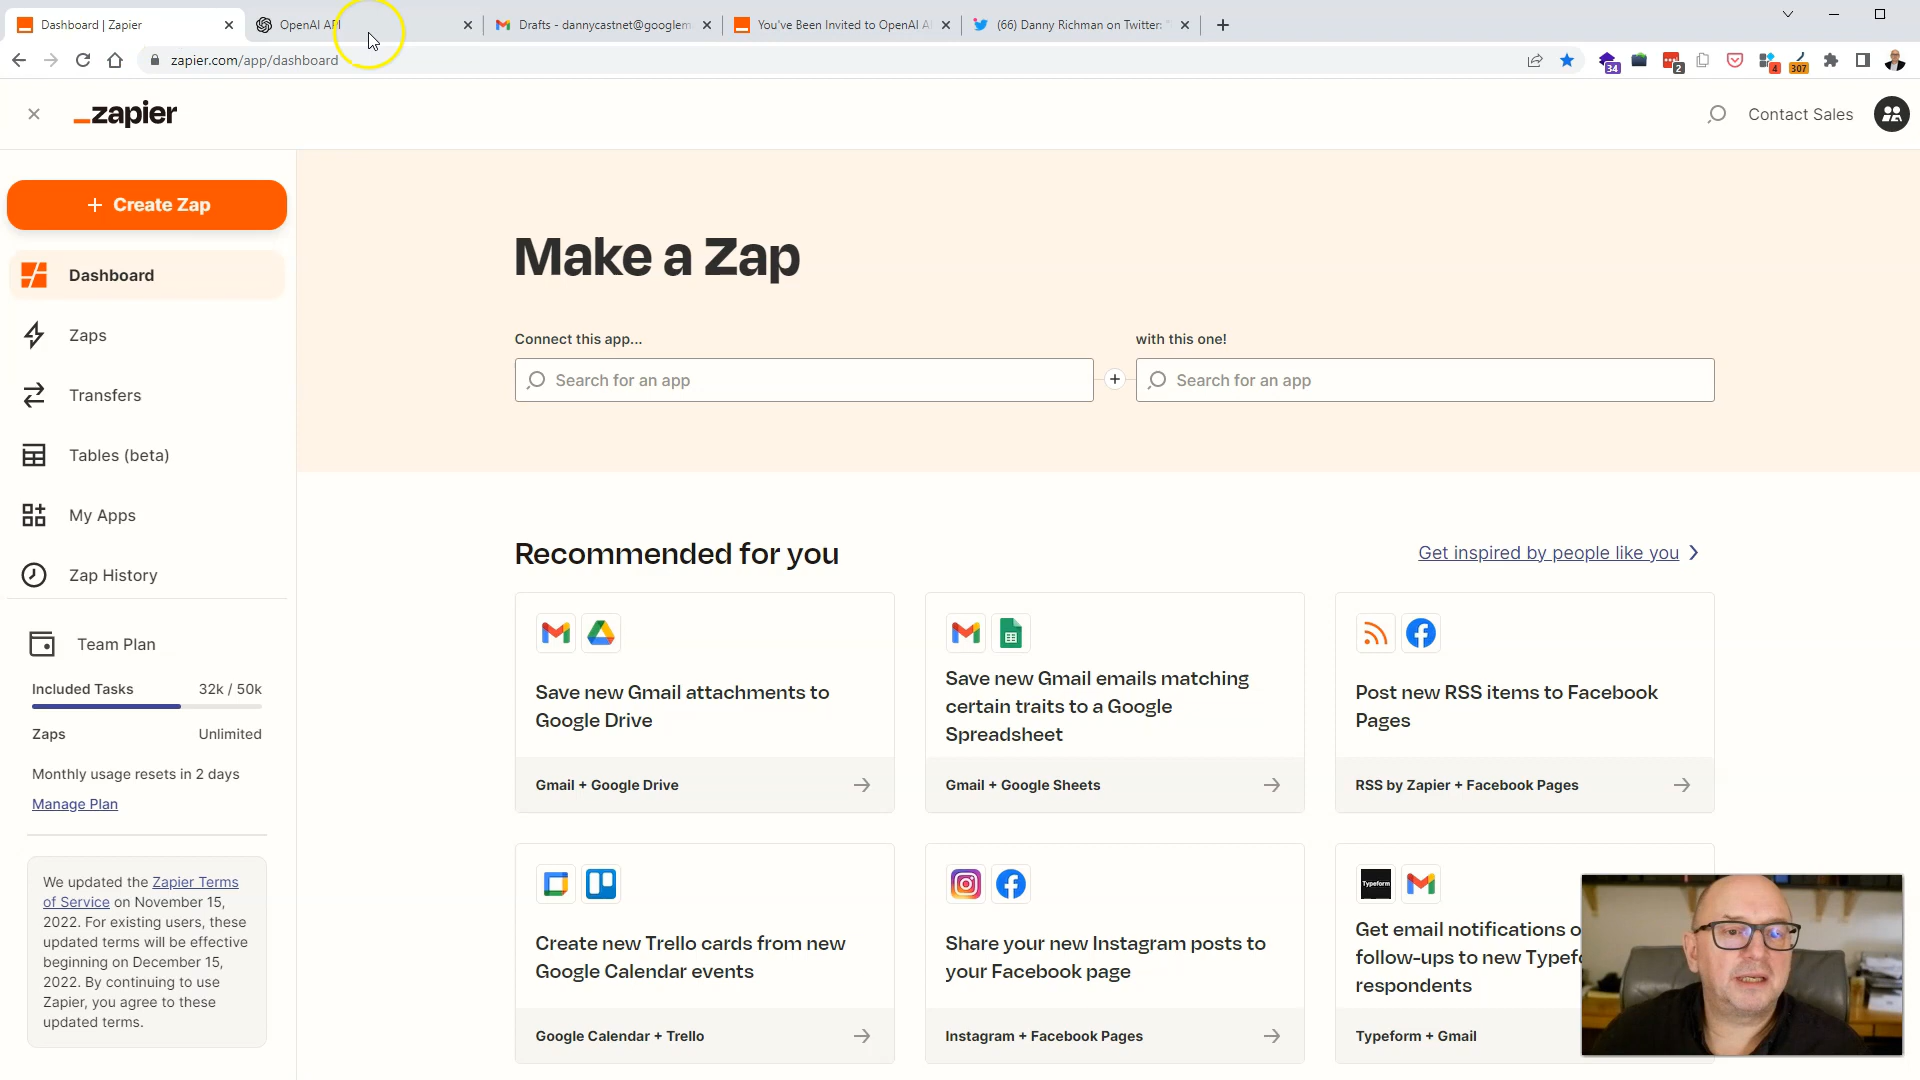 Dashboard | Zapier
OpenAI API
Drafts - dannycastnet@googlem
You've Been Invited to OpenAI A
(66) Danny Richman on Twitter: "
zapier.com/app/dashboard
34
2
4
307
_zapier
Contact Sales
+ Create Zap
Dashboard
Zaps
Transfers
Tables (beta)
My Apps
Zap History
Team Plan
Included Tasks 32k / 50k
Zaps Unlimited
Monthly usage resets in 2 days
Manage Plan
We updated the Zapier Terms
of Service on November 15,
2022. For existing users, these
updated terms will be effective
beginning on December 15,
2022. By continuing to use
Zapier, you agree to these
updated terms.
Make a Zap
Connect this app...
with this one!
Search for an app
+
Search for an app
Recommended for you
Get inspired by people like you
Save new Gmail attachments to
Google Drive
Gmail + Google Drive
Save new Gmail emails matching
certain traits to a Google
Spreadsheet
Gmail + Google Sheets
Post new RSS items to Facebook
Pages
RSS by Zapier + Facebook Pages
Create new Trello cards from new
Google Calendar events
Google Calendar + Trello
Share your new Instagram posts to
your Facebook page
Instagram + Facebook Pages
Typeform
Get email notifications o
follow-ups to new Typef
respondents
Typeform + Gmail